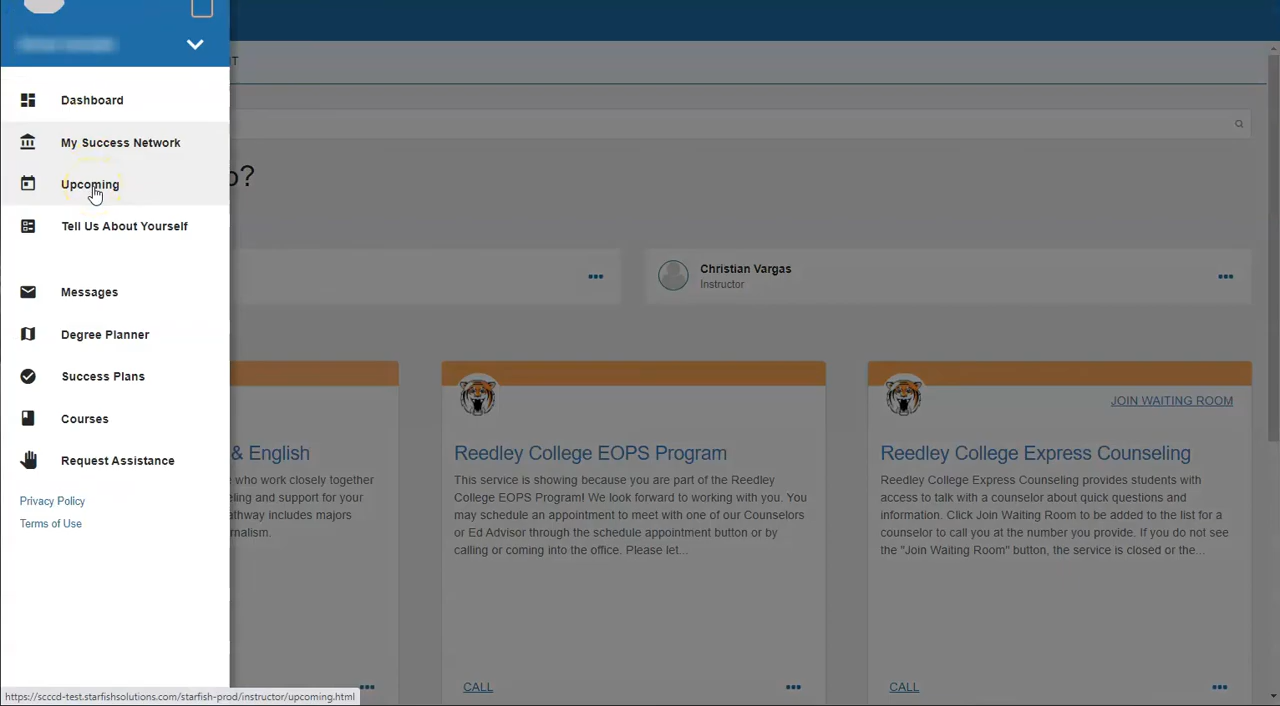 T
o?
Dashboard
My Success Network
Upcoming
Tell Us About Yourself
Messages
Degree Planner
Success Plans
Courses
Request Assistance
Privacy Policy
Terms of Use
Christian Vargas
Instructor
& English
who work closely together
eling and support for your
athway includes majors
rnalism.
Reedley College EOPS Program
This service is showing because you are part of the Reedley
College EOPS Program! We look forward to working with you. You
may schedule an appointment to meet with one of our Counselors
or Ed Advisor through the schedule appointment button or by
calling or coming into the office. Please let...
CALL
JOIN WAITING ROOM
Reedley College Express Counseling
Reedley College Express Counseling provides students with
access to talk with a counselor about quick questions and
information. Click Join Waiting Room to be added to the list for a
counselor to call you at the number you provide. If you do not see
the "Join Waiting Room" button, the service is closed or the...
CALL
https://scccd-test.starfishsolutions.com/starfish-prod/instructor/upcoming.html